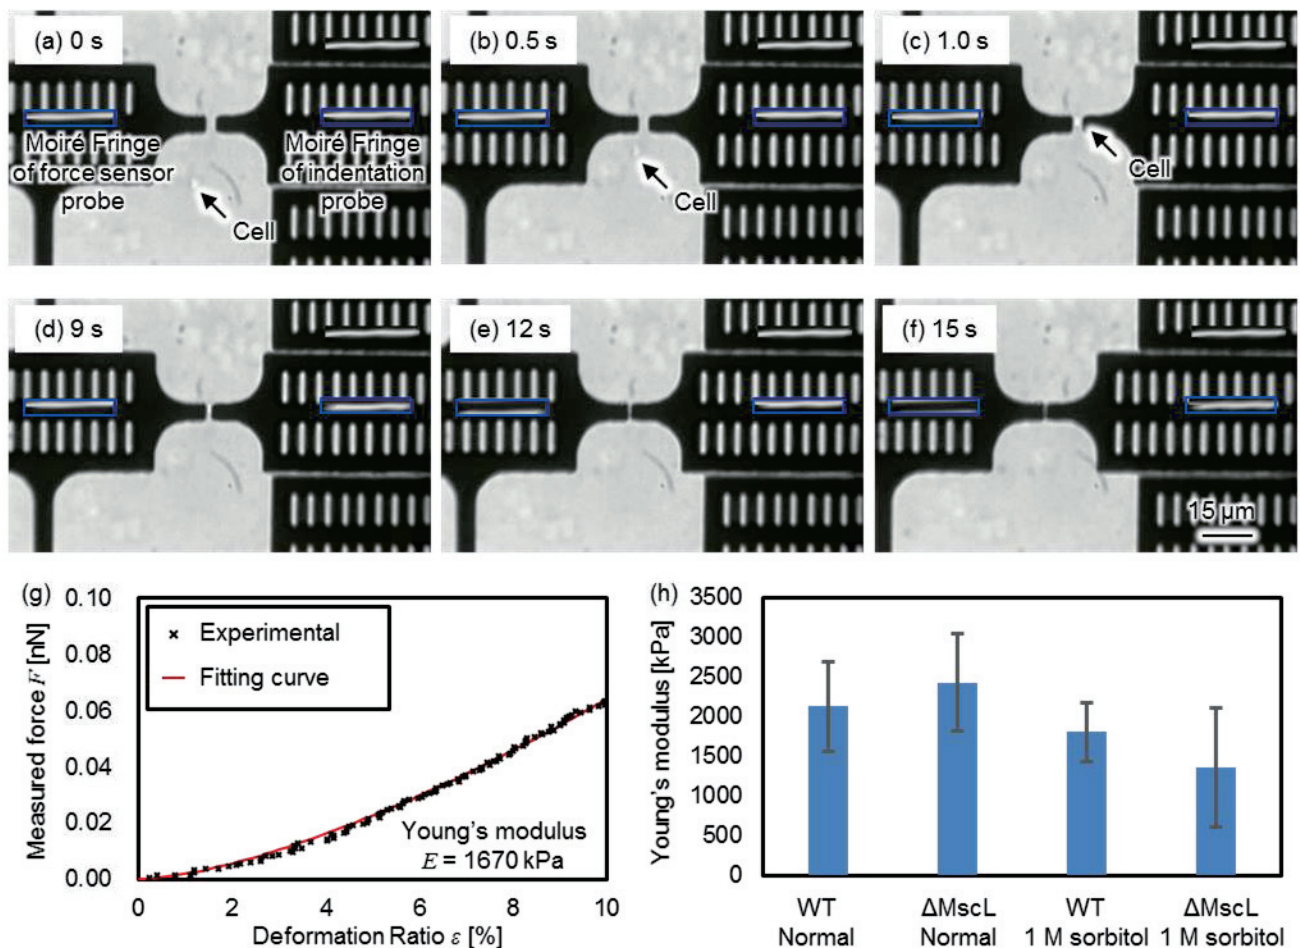 (a) 0 s
(b) 0.5 s
(c) 1.0 s
Moiré Fringe
of force sensor
probe
Moiré Fringe
of indentation
probe
Cell
Cell
Cell
(d) 9 s
(e) 12 s
(f) 15 s
15 µm
(g)
Measured force F [nN]
0.10
0.08
0.06
0.04
0.02
0.00
Experimental
Fitting curve
Young's modulus
E = 1670 kPa
0
2
4
6
8
10
Deformation Ratio ε [%]
(h)
Young's modulus [kPa]
3500
3000
2500
2000
1500
1000
500
0
WT
Normal
ΔMscL
Normal
WT
1 M sorbitol
ΔMscL
1 M sorbitol